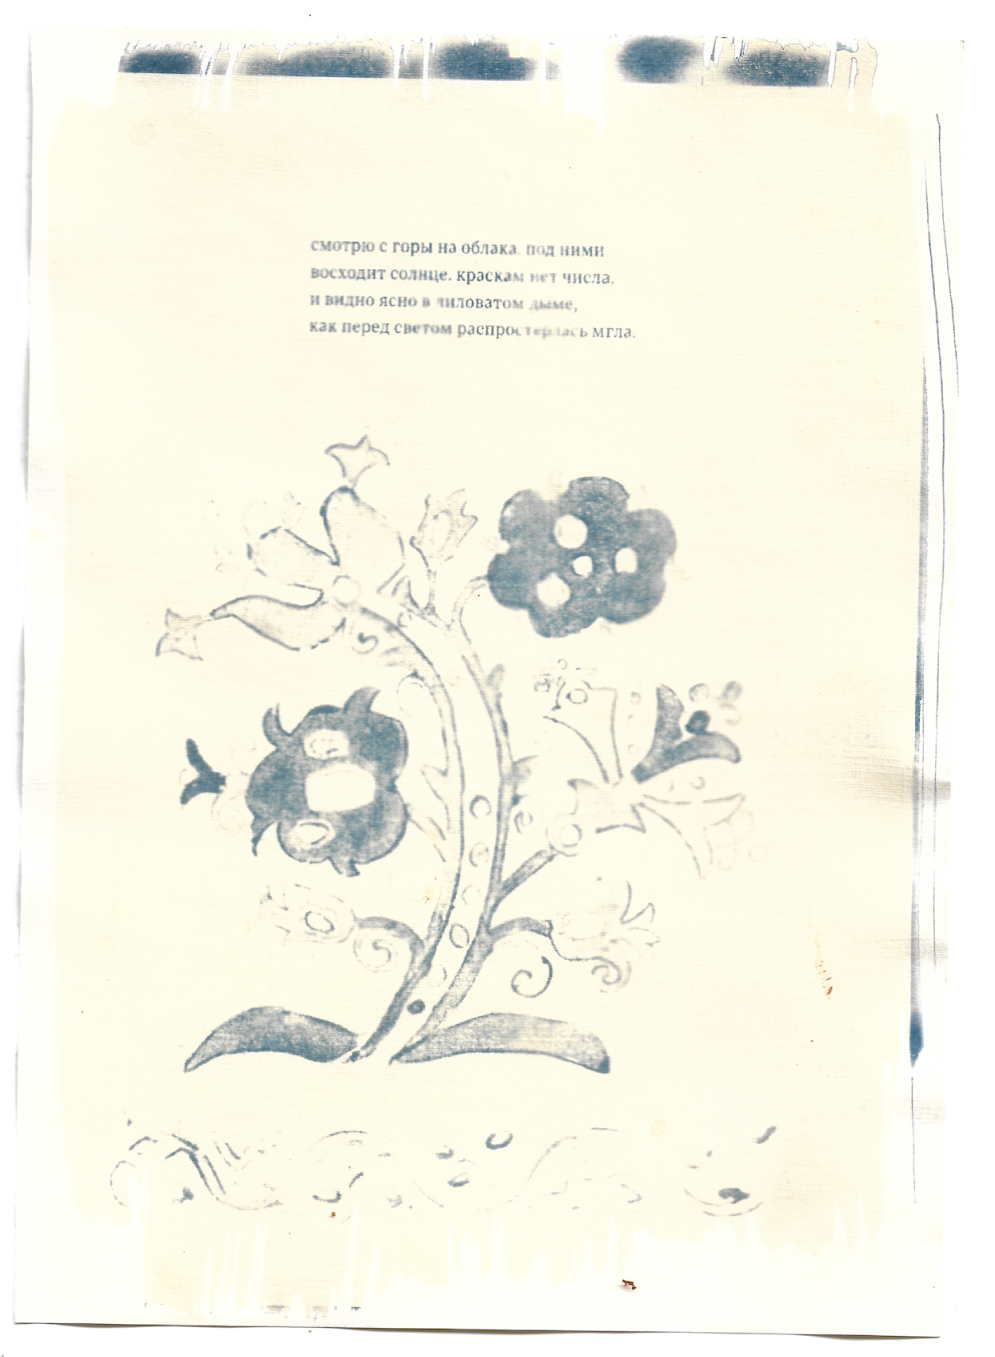 смотрю с горы на облака. под ними
восходит солнце. краскам нет числа.
и видно ясно в лиловатом дыме,
как перед светом распростерлась мгла.